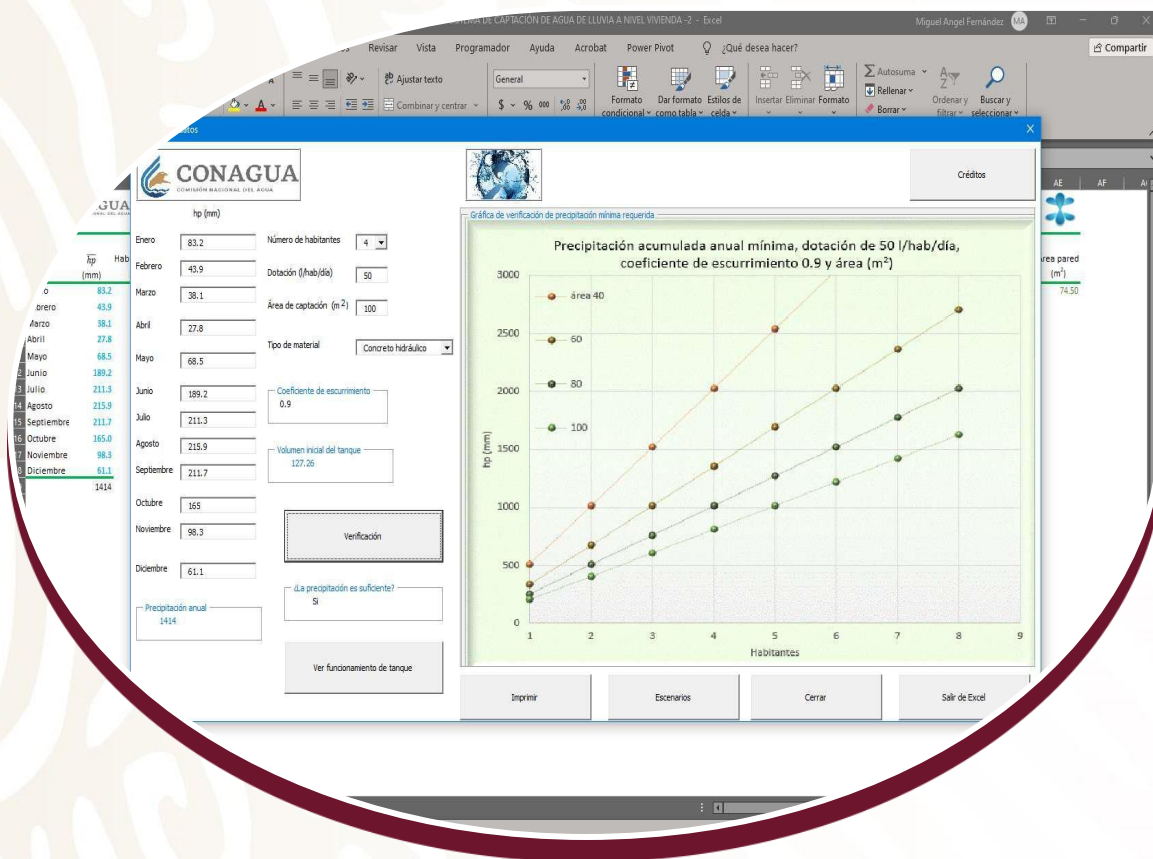 SISTEMA DE CAPTACIÓN DE AGUA DE LLUVIA A NIVEL VIVIENDA -2 - Excel
Miguel Angel Fernández MA
Revisar Vista Programador Ayuda Acrobat Power Pivot ¿Qué desea hacer? Compartir
Ajustar texto
Combinar y centrar
General
$ % 000
Formato condicional
Dar formato como tabla
Estilos de celda
Insertar Eliminar Formato
Autosuma
Rellenar
Borrar
Ordenar y filtrar
Buscar y seleccionar
CONAGUA
COMISIÓN NACIONAL DEL AGUA
Créditos
hp (mm)
Enero 83.2
Febrero 43.9
Marzo 38.1
Abril 27.8
Mayo 68.5
Junio 189.2
Julio 211.3
Agosto 215.9
Septiembre 211.7
Octubre 165
Noviembre 98.3
Diciembre 61.1
Precipitación anual
1414
Número de habitantes 4
Dotación (l/hab/día) 50
Área de captación (m²) 100
Tipo de material Concreto hidráulico
Coeficiente de escurrimiento
0.9
Volumen inicial del tanque
127.26
Verificación
¿La precipitación es suficiente?
Si
Ver funcionamiento de tanque
Gráfica de verificación de precipitación mínima requerida
Precipitación acumulada anual mínima, dotación de 50 l/hab/día,
coeficiente de escurrimiento 0.9 y área (m²)
3000
2500
2000
1500
1000
500
0
hp (mm)
área 40
60
80
100
1 2 3 4 5 6 7 8 9
Habitantes
Imprimir Escenarios Cerrar Salir de Excel
AE AF
hp Hab
(mm)
83.2
43.9
Marzo 38.1
Abril 27.8
Mayo 68.5
Junio 189.2
13 Julio 211.3
14 Agosto 215.9
15 Septiembre 211.7
16 Octubre 165.0
17 Noviembre 98.3
Diciembre 61.1
1414
pared
(m²)
74.50